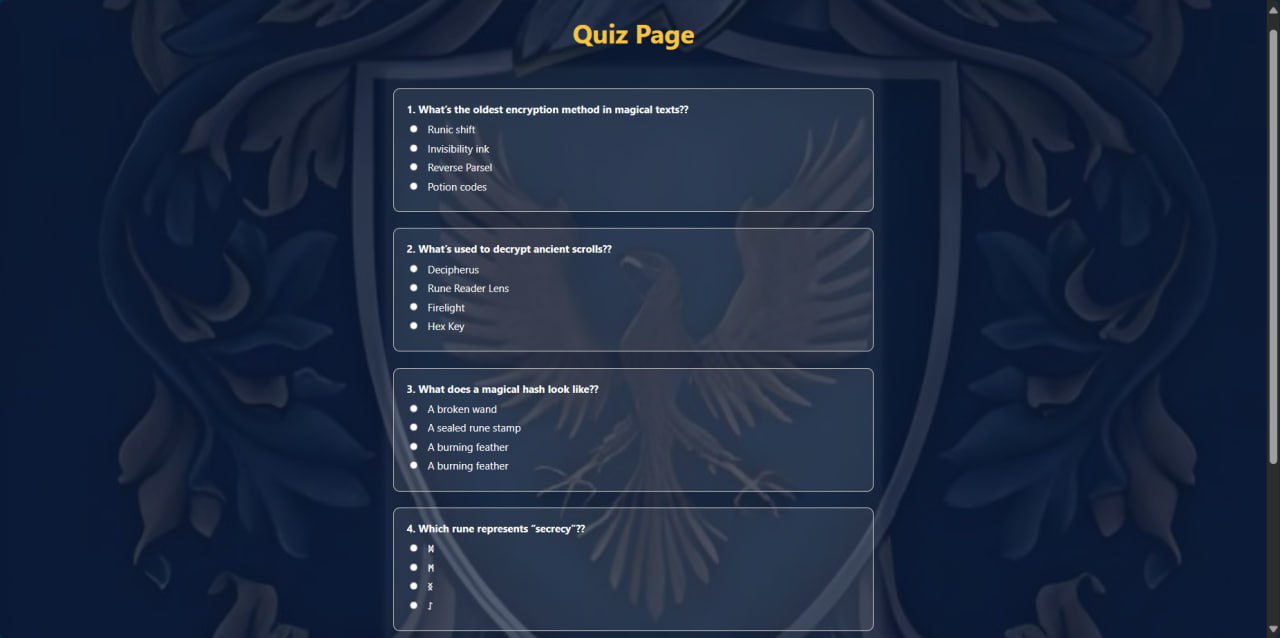 Quiz Page
1. What's the oldest encryption method in magical texts??
Runic shift
Invisibility ink
Reverse Parsel
Potion codes
2. What's used to decrypt ancient scrolls??
Decipherus
Rune Reader Lens
Firelight
Hex Key
3. What does a magical hash look like??
A broken wand
A sealed rune stamp
A burning feather
A burning feather
4. Which rune represents “secrecy”??
ᛞ
ᛗ
ᛝ
ᛇ